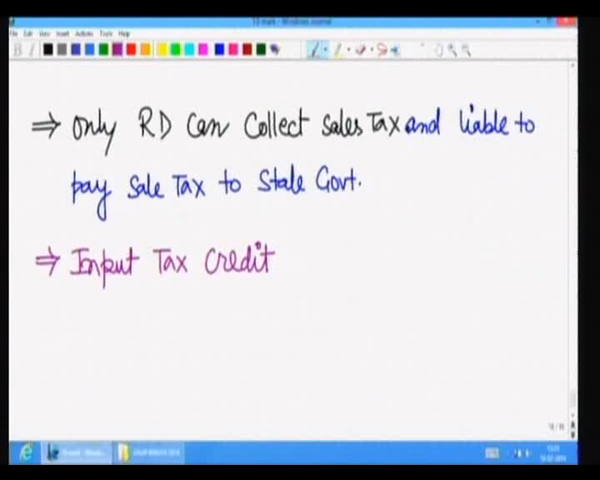 ⇒ Only RD Can Collect Sales Tax and liable to
pay Sale Tax to State Govt.
⇒ Input Tax Credit